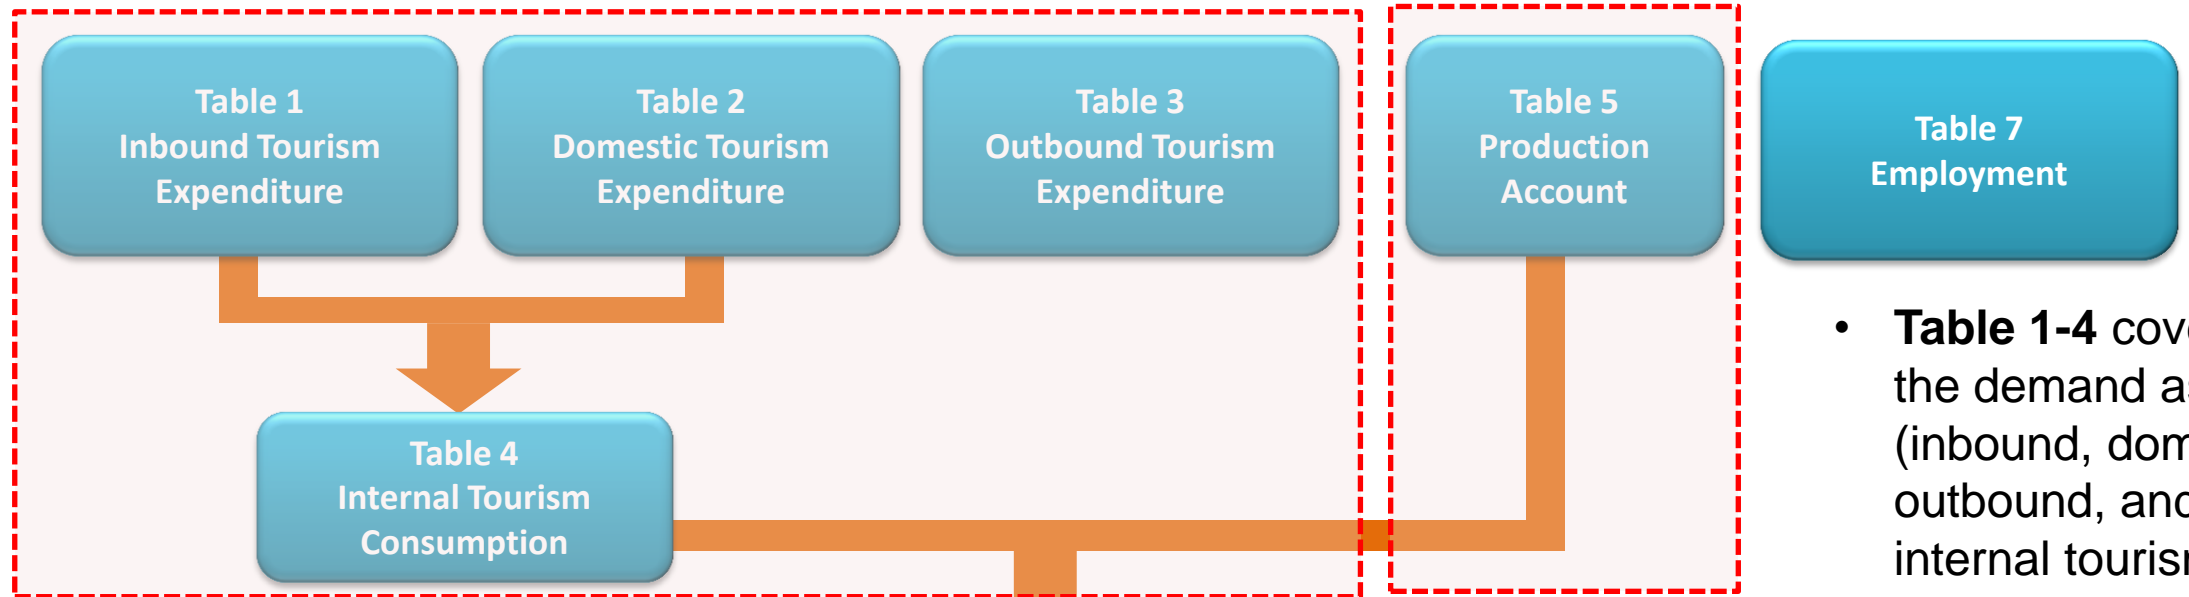 Table 1
Inbound Tourism
Expenditure
Table 2
Domestic Tourism
Expenditure
Table 3
Outbound Tourism
Expenditure
Table 5
Production
Account
Table 7
Employment
Table 4
Internal Tourism
Consumption
• Table 1-4
the demand
(inbound,
outbound,
internal